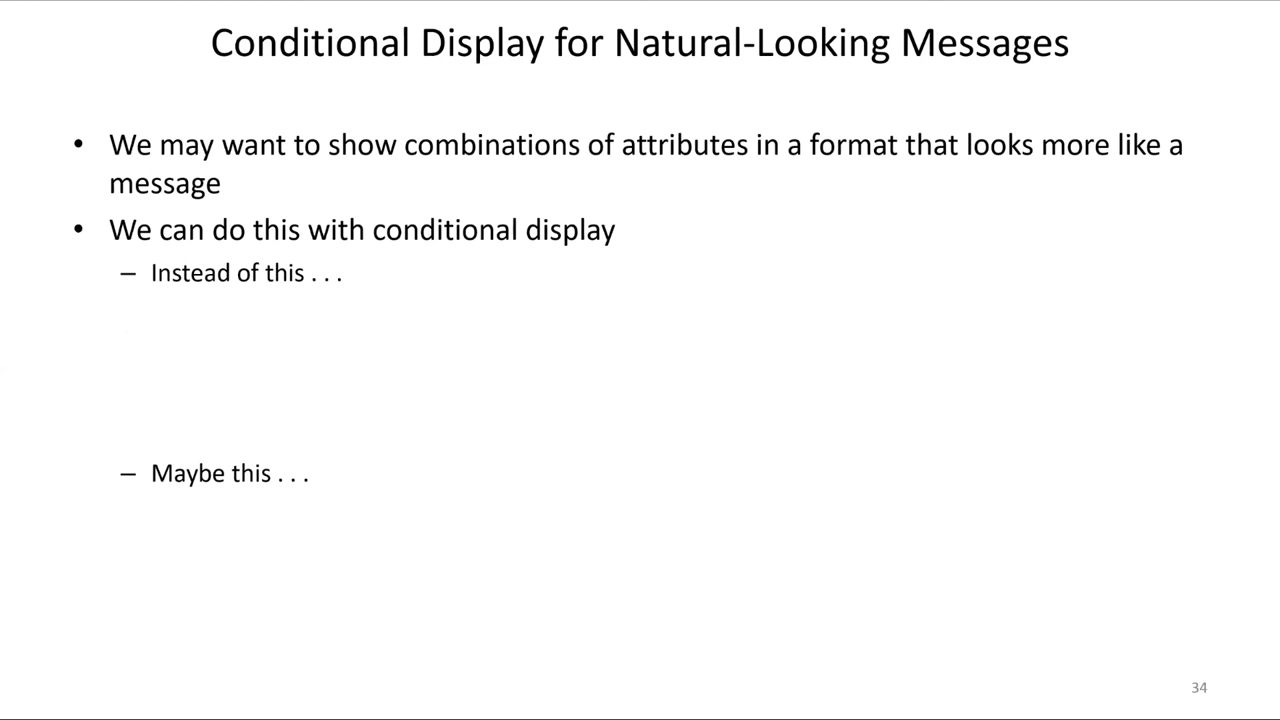 Conditional Display for Natural-Looking Messages
• We may want to show combinations of attributes in a format that looks more like a
message
• We can do this with conditional display
– Instead of this . . .
– Maybe this . . .
34